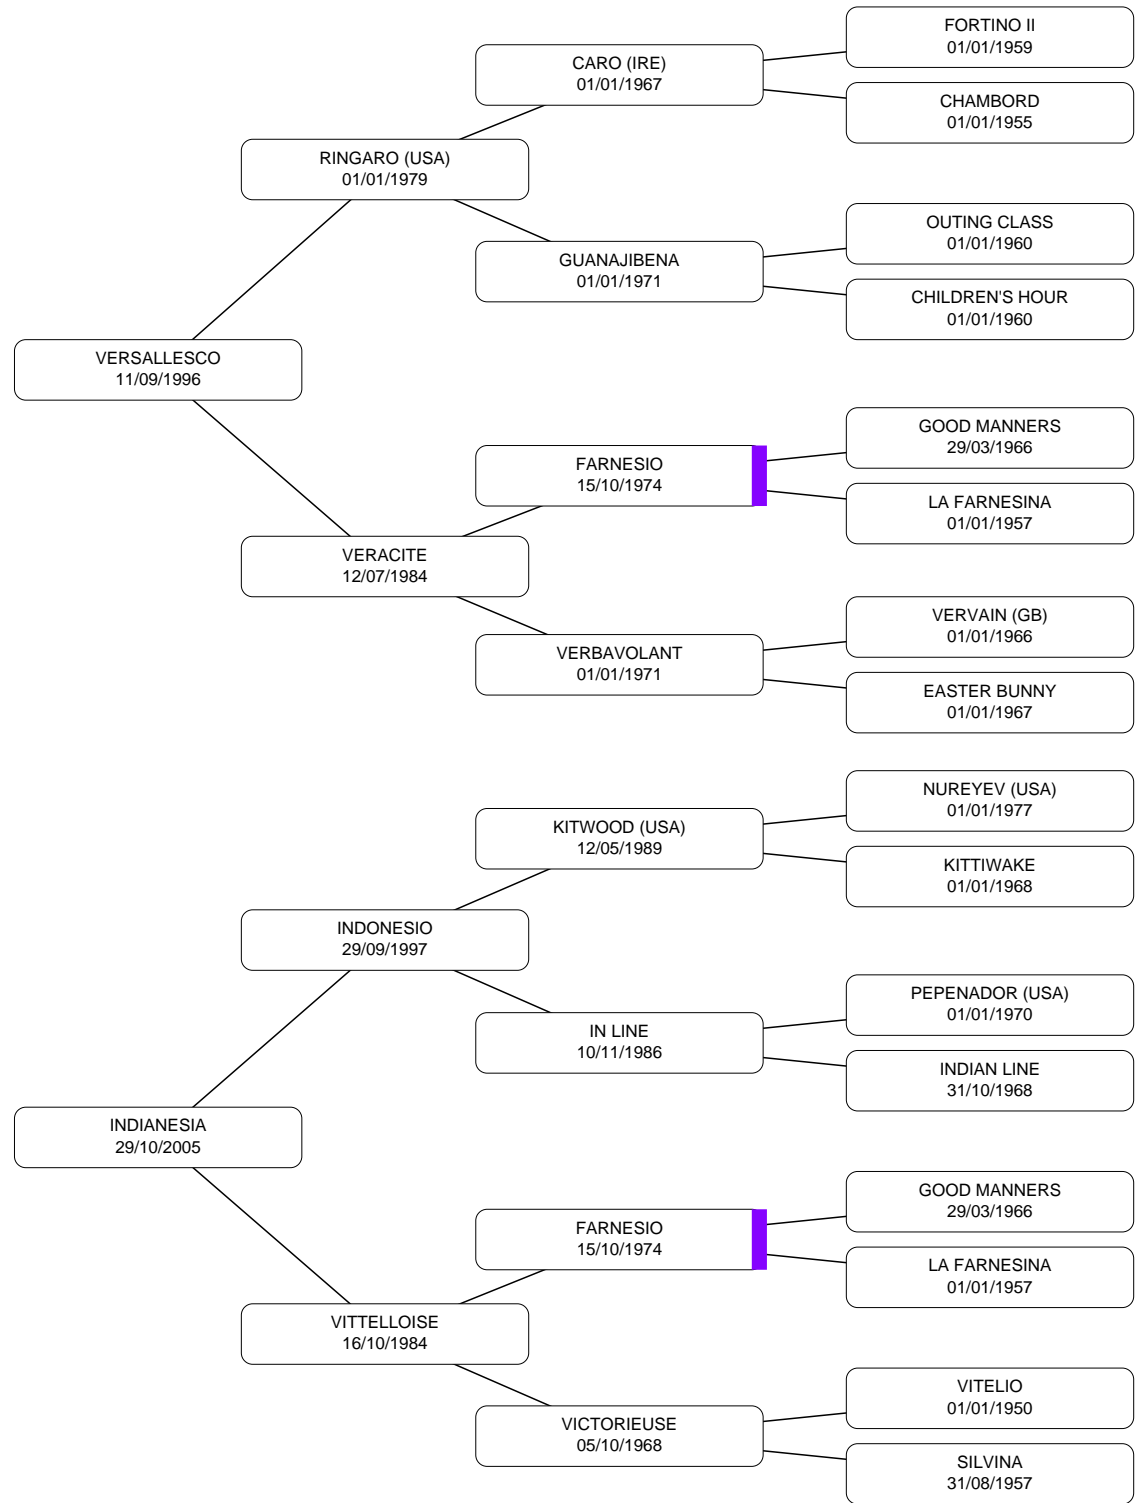 FORTINO II
01/01/1959
CARO (IRE)
01/01/1967
CHAMBORD
01/01/1955
RINGARO (USA)
01/01/1979
OUTING CLASS
01/01/1960
GUANAJIBENA
01/01/1971
CHILDREN'S HOUR
01/01/1960
VERSALLESCO
11/09/1996
GOOD MANNERS
29/03/1966
FARNESIO
15/10/1974
LA FARNESINA
01/01/1957
VERACITE
12/07/1984
VERVAIN (GB)
01/01/1966
VERBAVOLANT
01/01/1971
EASTER BUNNY
01/01/1967
NUREYEV (USA)
01/01/1977
KITWOOD (USA)
12/05/1989
KITTIWAKE
01/01/1968
INDONESIO
29/09/1997
PEPENADOR (USA)
01/01/1970
IN LINE
10/11/1986
INDIAN LINE
31/10/1968
INDIANESIA
29/10/2005
GOOD MANNERS
29/03/1966
FARNESIO
15/10/1974
LA FARNESINA
01/01/1957
VITTELLOISE
16/10/1984
VITELIO
01/01/1950
VICTORIEUSE
05/10/1968
SILVINA
31/08/1957